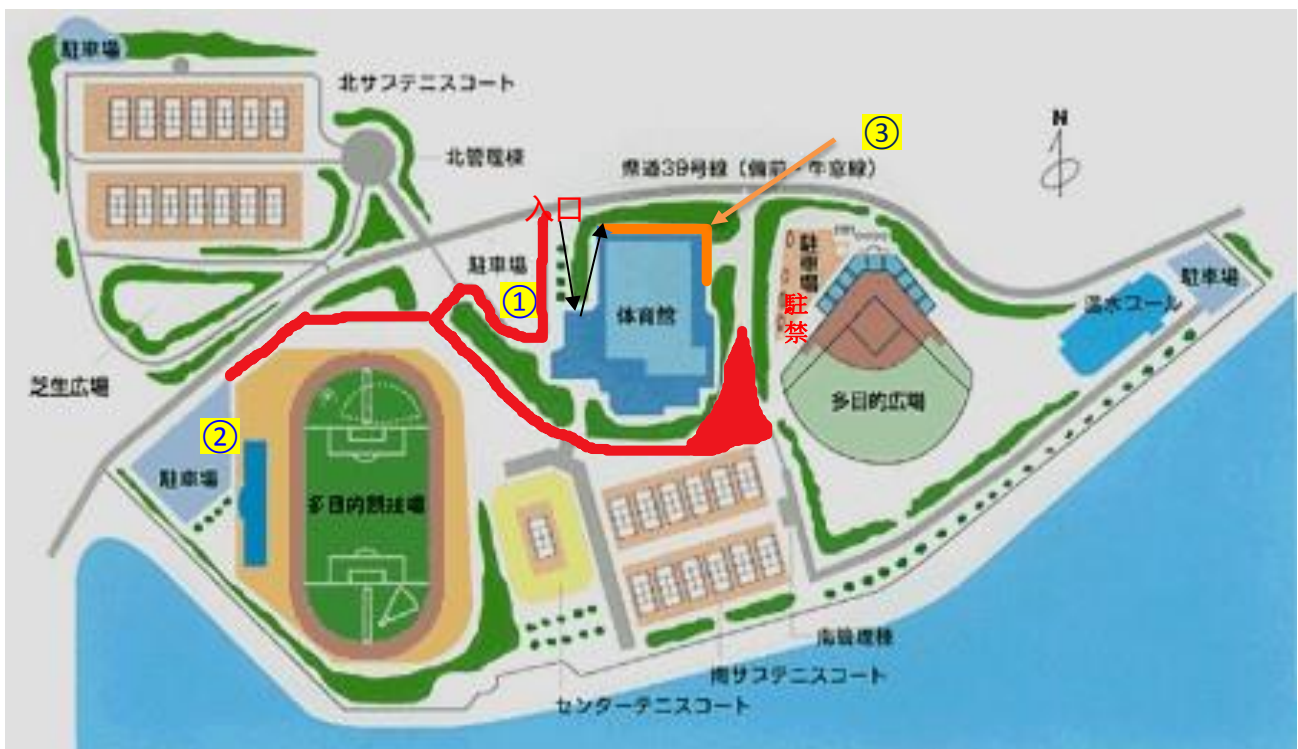 駐車場
北サブテニスコート
北管理棟
③
N
県道39号線（備前－牛窓線）
入口
駐車場
①
駐車場
駐禁
駐車場
温水プール
体育館
多目的広場
芝生広場
②
駐車場
多目的競技場
南管理棟
南サブテニスコート
センターテニスコート